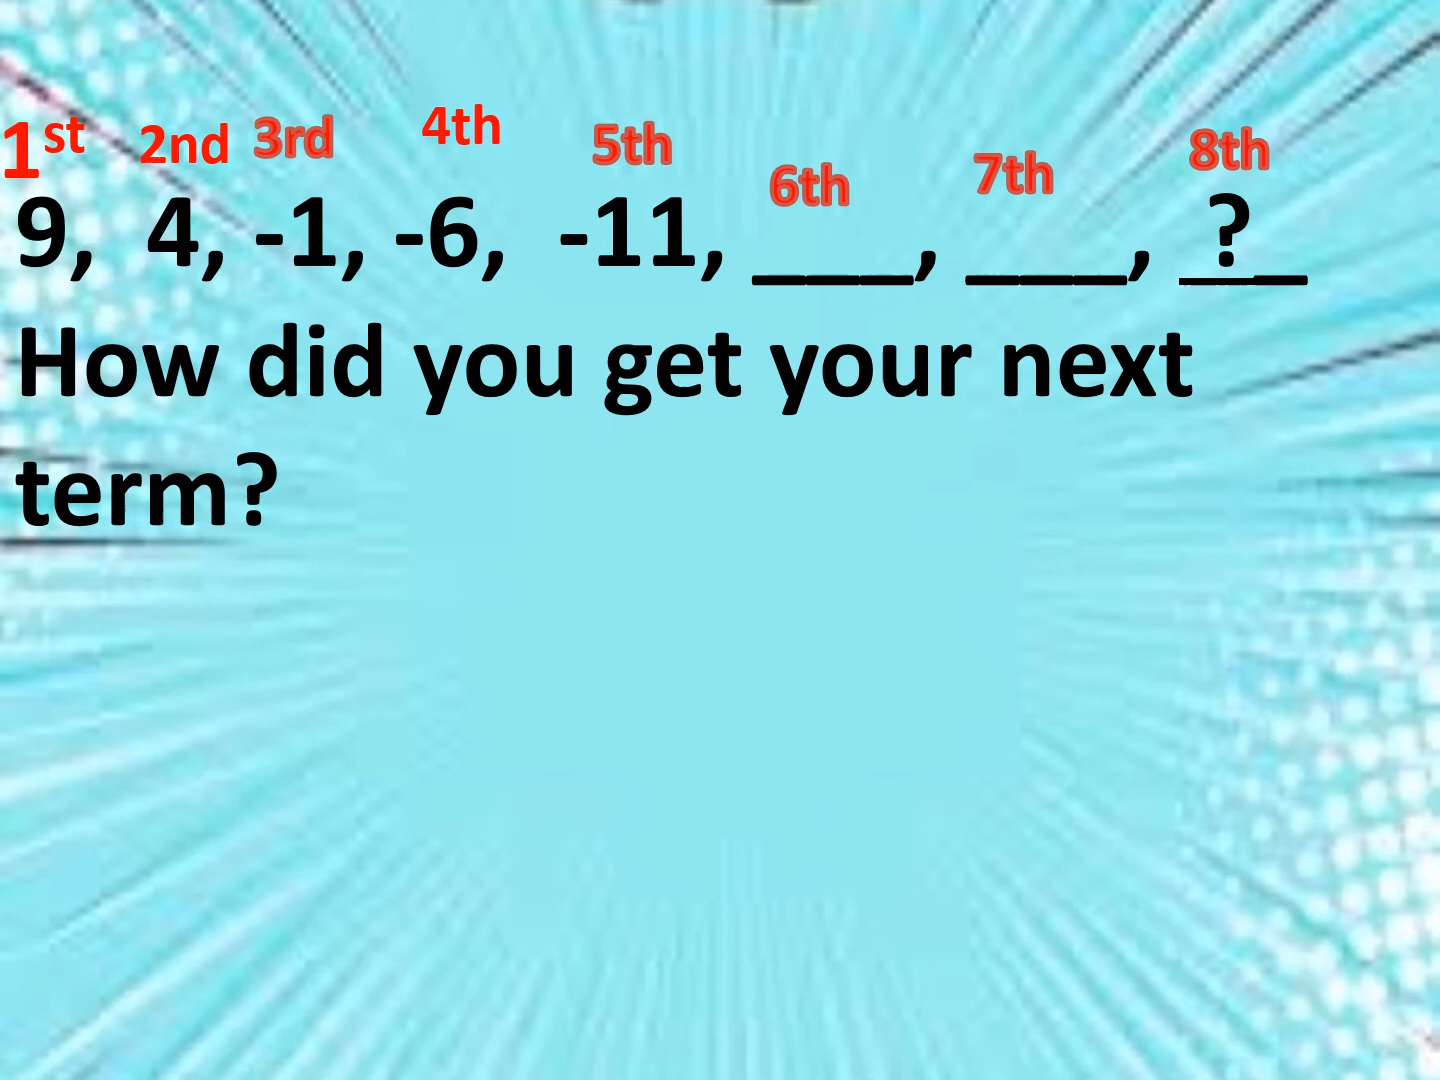 1st 2nd 3rd 4th 5th 6th 7th 8th
9, 4, -1, -6, -11, ___, ___, _?_
How did you get your next
term?